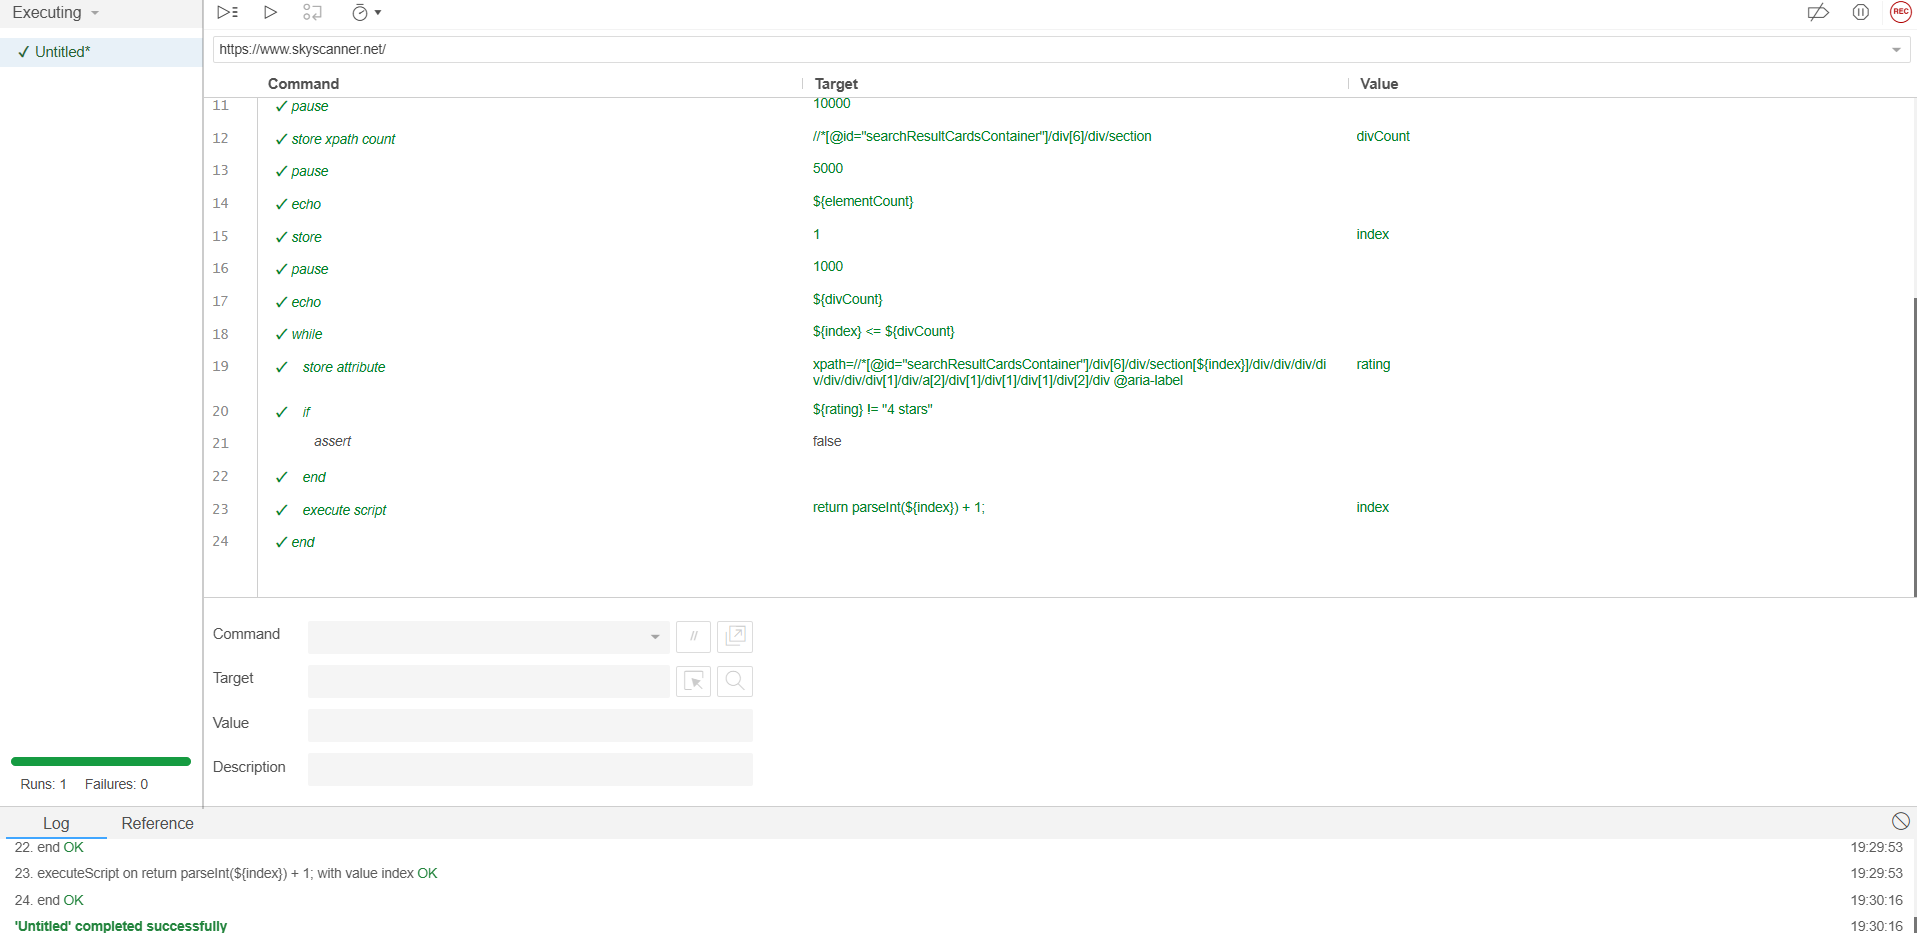 Executing
REC
✓ Untitled*
https://www.skyscanner.net/
Command Target Value
11 ✓ pause 10000
12 ✓ store xpath count //*[@id="searchResultCardsContainer"]/div[6]/div/section divCount
13 ✓ pause 5000
14 ✓ echo ${elementCount}
15 ✓ store 1 index
16 ✓ pause 1000
17 ✓ echo ${divCount}
18 ✓ while ${index} <= ${divCount}
19 ✓ store attribute xpath=//*[@id="searchResultCardsContainer"]/div[6]/div/section[${index}]/div/div/div/di rating
v/div/div/div[1]/div/a[2]/div[1]/div[1]/div[1]/div[2]/div @aria-label
20 ✓ if ${rating} != "4 stars"
21 assert false
22 ✓ end
23 ✓ execute script return parseInt(${index}) + 1; index
24 ✓ end
Command //
Target
Value
Description
Runs: 1 Failures: 0
Log Reference
22. end OK 19:29:53
23. executeScript on return parseInt(${index}) + 1; with value index OK 19:29:53
24. end OK 19:30:16
'Untitled' completed successfully 19:30:16